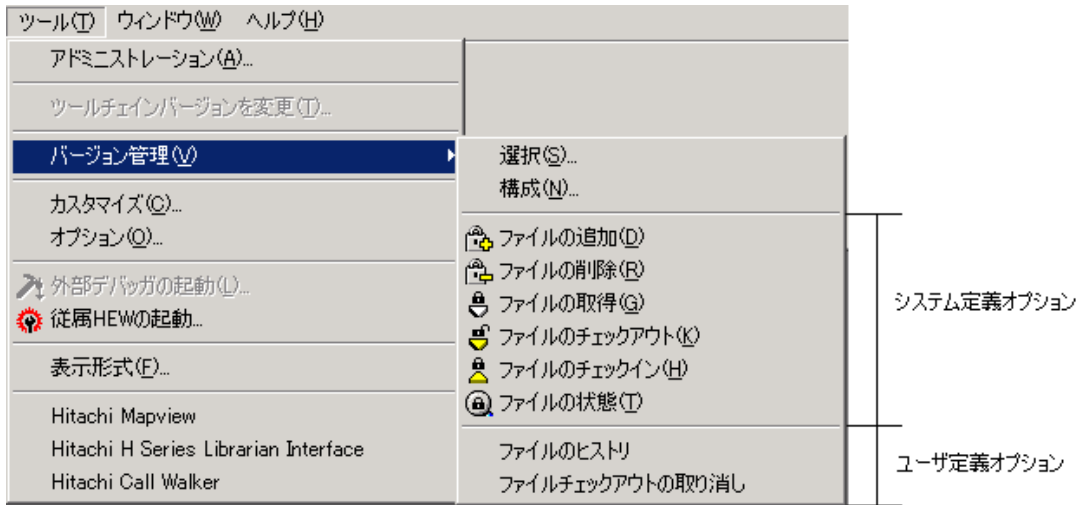 ツール(T) ウィンドウ(W) ヘルプ(H)
アドミニストレーション(A)...
ツールチェインバージョンを変更(T)...
バージョン管理(V)
カスタマイズ(C)...
オプション(O)...
外部デバッガの起動(L)...
従属HEWの起動...
表示形式(F)...
Hitachi Mapview
Hitachi H Series Librarian Interface
Hitachi Call Walker
選択(S)...
構成(N)...
ファイルの追加(D)
ファイルの削除(R)
ファイルの取得(G)
ファイルのチェックアウト(K)
ファイルのチェックイン(H)
ファイルの状態(T)
ファイルのヒストリ
ファイルチェックアウトの取り消し
システム定義オプション
ユーザ定義オプション